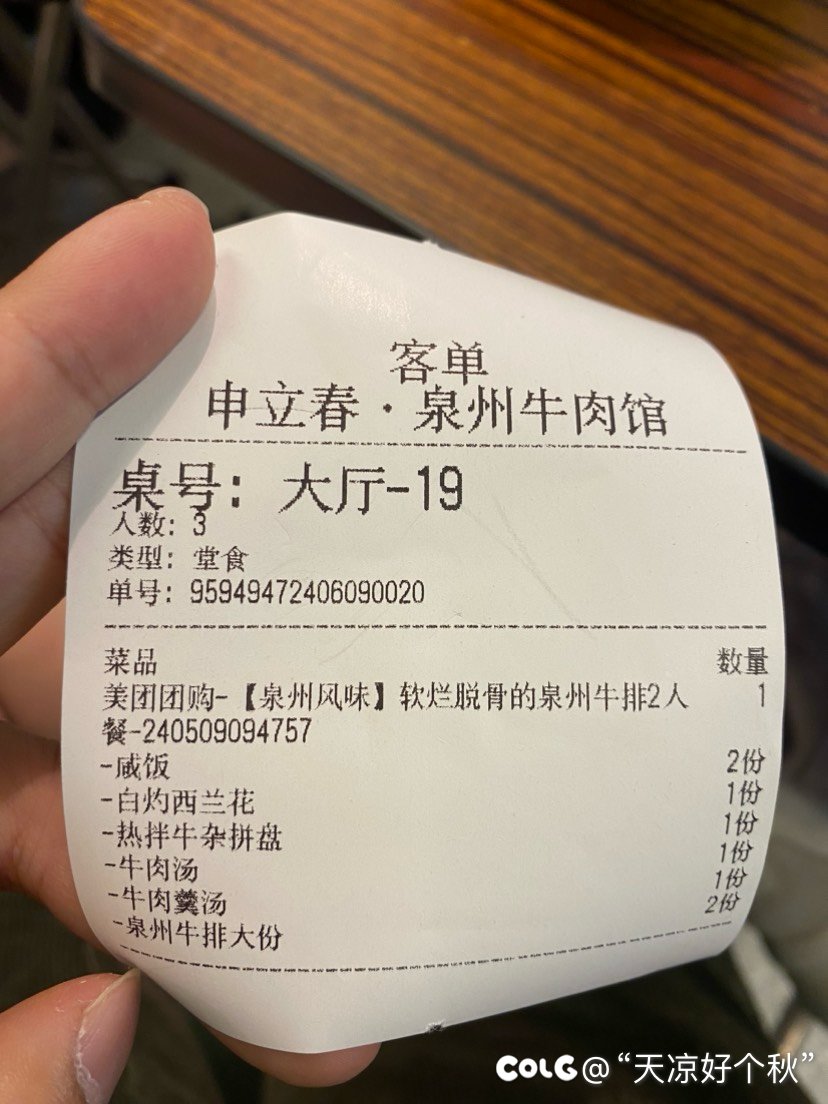 客单
申立春·泉州牛肉馆
桌号: 大厅-19
人数: 3
类型: 堂食
单号: 95949472406090020
菜品 数量
美团团购-【泉州风味】软烂脱骨的泉州牛排2人 1
餐-240509094757
-咸饭 2份
-白灼西兰花 1份
-热拌牛杂拼盘 1份
-牛肉汤 1份
-牛肉羹汤 1份
-泉州牛排大份 2份
COLG@“天凉好个秋”